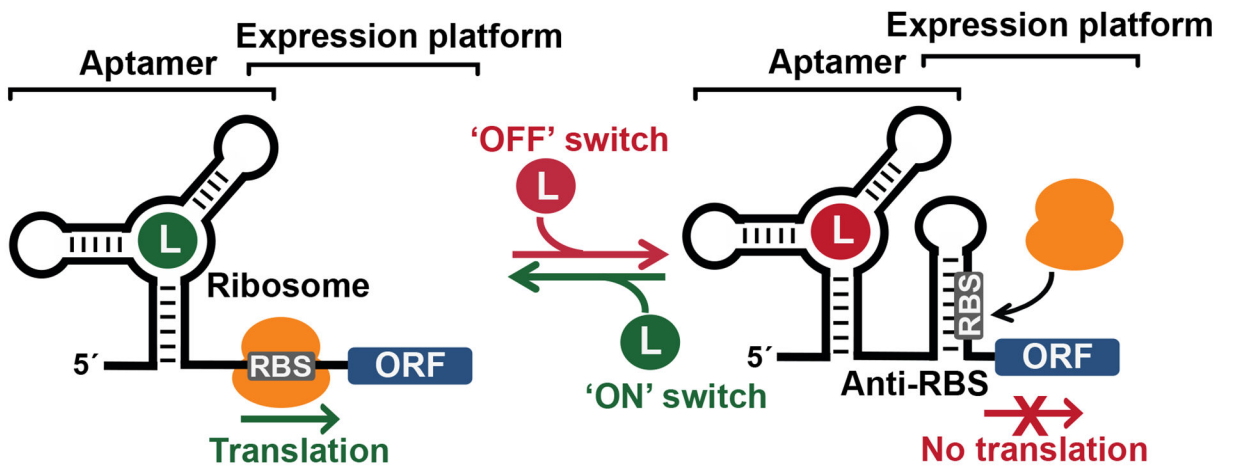 Aptamer
Expression platform
L
Ribosome
5´
RBS
ORF
Translation
‘OFF’ switch
L
L
‘ON’ switch
Aptamer
Expression platform
L
RBS
5´
ORF
Anti-RBS
No translation